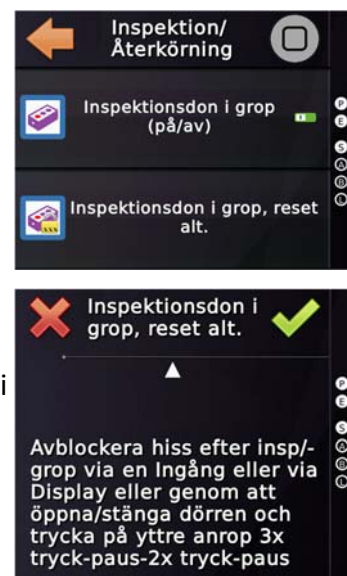 Inspektion/
Återkörning
Inspektionsdon i grop
(på/av)
P
E
S
A
B
L
Inspektionsdon i grop, reset
alt.
Inspektionsdon i
grop, reset alt.
i
P
E
S
A
B
L
Avblockera hiss efter insp/-
grop via en Ingång eller via
Display eller genom att
öppna/stänga dörren och
trycka på yttre anrop 3x
tryck-paus-2x tryck-paus